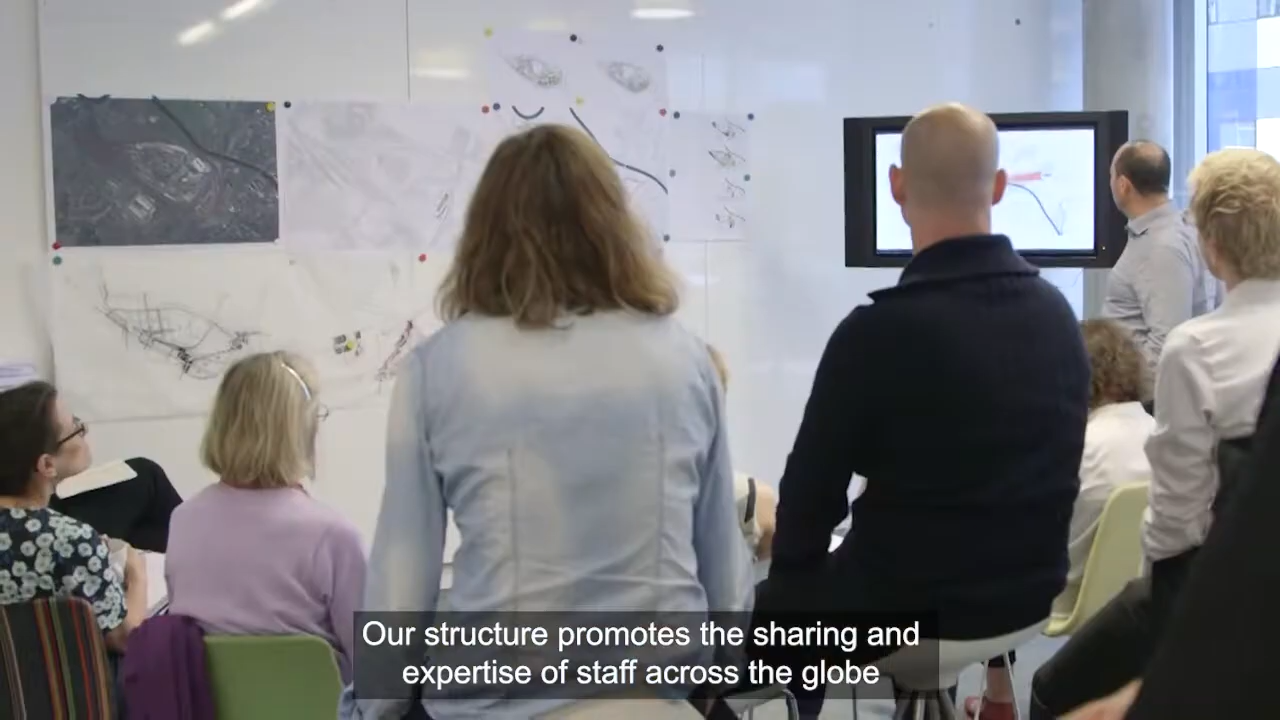 Our structure promotes the sharing and
expertise of staff across the globe